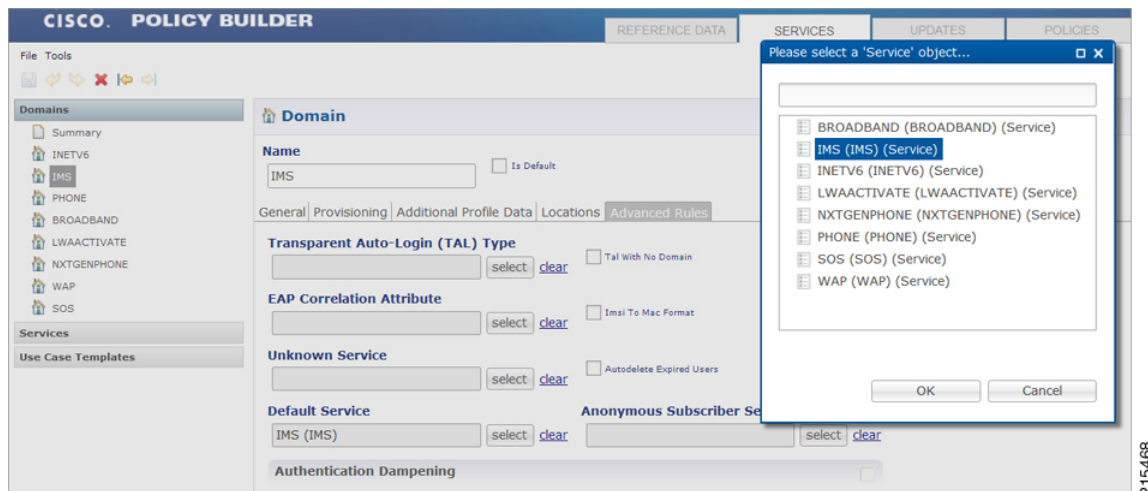 CISCO. POLICY BUILDER
REFERENCE DATA
SERVICES
UPDATES
POLICIES
File Tools
Domains
Summary
INETV6
IMS
PHONE
BROADBAND
LWAACTIVATE
NXTGENPHONE
WAP
SOS
Services
Use Case Templates
Domain
Name
IMS
Is Default
General Provisioning Additional Profile Data Locations Advanced Rules
Transparent Auto-Login (TAL) Type
select clear
Tal With No Domain
EAP Correlation Attribute
select clear
Imsi To Mac Format
Unknown Service
select clear
Autodelete Expired Users
Default Service
IMS (IMS) select clear
Anonymous Subscriber Se
select clear
Authentication Dampening
Please select a 'Service' object...
BROADBAND (BROADBAND) (Service)
IMS (IMS) (Service)
INETV6 (INETV6) (Service)
LWAACTIVATE (LWAACTIVATE) (Service)
NXTGENPHONE (NXTGENPHONE) (Service)
PHONE (PHONE) (Service)
SOS (SOS) (Service)
WAP (WAP) (Service)
OK
Cancel